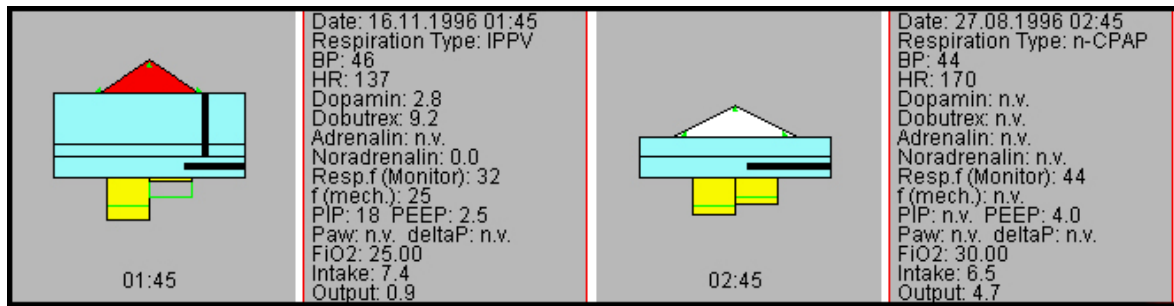 Date: 16.11.1996 01:45
Respiration Type: IPPV
BP: 46
HR: 137
Dopamin: 2.8
Dobutrex: 9.2
Adrenalin: n.v.
Noradrenalin: 0.0
Resp.f (Monitor): 32
f (mech.): 25
PIP: 18 PEEP: 2.5
Paw: n.v. deltaP: n.v.
FiO2: 25.00
Intake: 7.4
Output: 0.9
01:45
Date: 27.08.1996 02:45
Respiration Type: n-CPAP
BP: 44
HR: 170
Dopamin: n.v.
Dobutrex: n.v.
Adrenalin: n.v.
Noradrenalin: n.v.
Resp.f (Monitor): 44
f (mech.): n.v.
PIP: n.v. PEEP: 4.0
Paw: n.v. deltaP: n.v.
FiO2: 30.00
Intake: 6.5
Output: 4.7
02:45